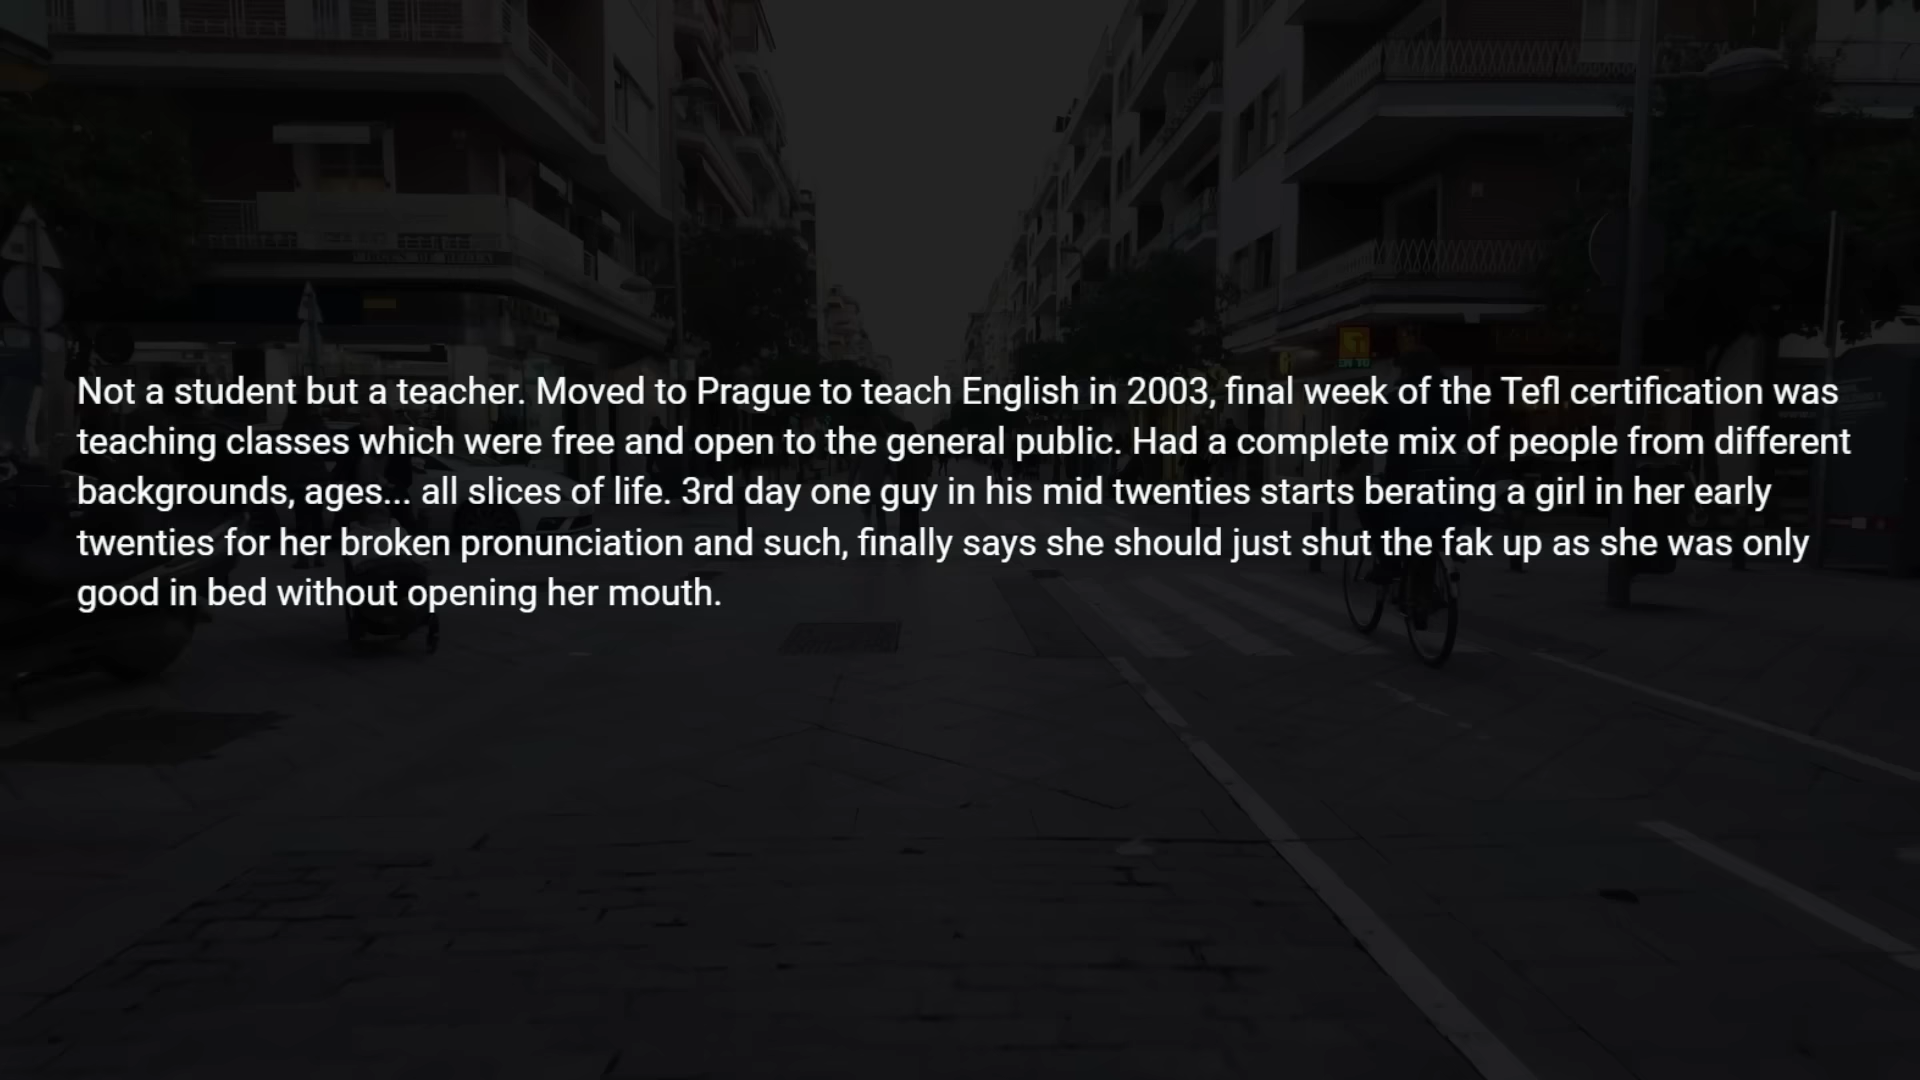 Not a student but a teacher. Moved to Prague to teach English in 2003, final week of the Tefl certification was
teaching classes which were free and open to the general public. Had a complete mix of people from different
backgrounds, ages... all slices of life. 3rd day one guy in his mid twenties starts berating a girl in her early
twenties for her broken pronunciation and such, finally says she should just shut the fak up as she was only
good in bed without opening her mouth.